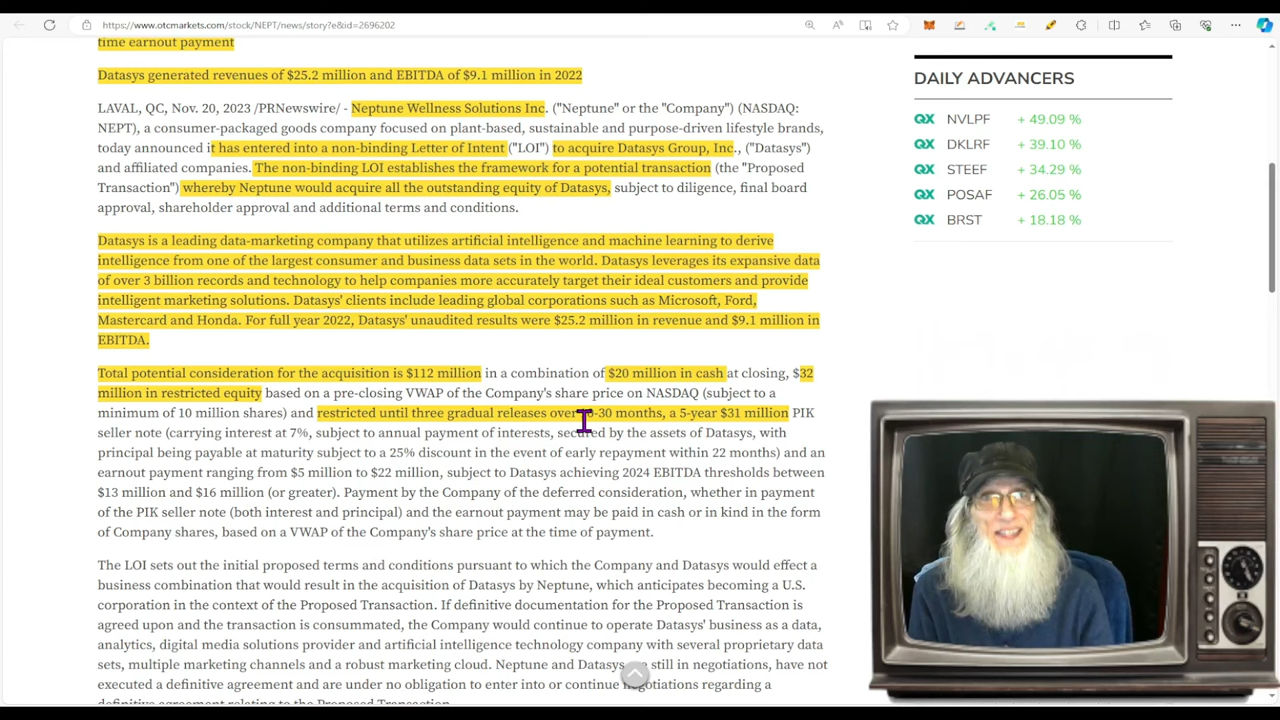 https://www.otcmarkets.com/stock/NEPT/news/story?e&id=2696202
time earnout payment
Datasys generated revenues of $25.2 million and EBITDA of $9.1 million in 2022
LAVAL, QC, Nov. 20, 2023 /PRNewswire/ - Neptune Wellness Solutions Inc. ("Neptune" or the "Company") (NASDAQ:
NEPT), a consumer-packaged goods company focused on plant-based, sustainable and purpose-driven lifestyle brands,
today announced it has entered into a non-binding Letter of Intent ("LOI") to acquire Datasys Group, Inc., ("Datasys")
and affiliated companies. The non-binding LOI establishes the framework for a potential transaction (the "Proposed
Transaction") whereby Neptune would acquire all the outstanding equity of Datasys, subject to diligence, final board
approval, shareholder approval and additional terms and conditions.
Datasys is a leading data-marketing company that utilizes artificial intelligence and machine learning to derive
intelligence from one of the largest consumer and business data sets in the world. Datasys leverages its expansive data
of over 3 billion records and technology to help companies more accurately target their ideal customers and provide
intelligent marketing solutions. Datasys' clients include leading global corporations such as Microsoft, Ford,
Mastercard and Honda. For full year 2022, Datasys' unaudited results were $25.2 million in revenue and $9.1 million in
EBITDA.
Total potential consideration for the acquisition is $112 million in a combination of $20 million in cash at closing, $32
million in restricted equity based on a pre-closing VWAP of the Company's share price on NASDAQ (subject to a
minimum of 10 million shares) and restricted until three gradual releases over 30 months, a 5-year $31 million PIK
seller note (carrying interest at 7%, subject to annual payment of interests, secured by the assets of Datasys, with
principal being payable at maturity subject to a 25% discount in the event of early repayment within 22 months) and an
earnout payment ranging from $5 million to $22 million, subject to Datasys achieving 2024 EBITDA thresholds between
$13 million and $16 million (or greater). Payment by the Company of the deferred consideration, whether in payment
of the PIK seller note (both interest and principal) and the earnout payment may be paid in cash or in kind in the form
of Company shares, based on a VWAP of the Company's share price at the time of payment.
The LOI sets out the initial proposed terms and conditions pursuant to which the Company and Datasys would effect a
business combination that would result in the acquisition of Datasys by Neptune, which anticipates becoming a U.S.
corporation in the context of the Proposed Transaction. If definitive documentation for the Proposed Transaction is
agreed upon and the transaction is consummated, the Company would continue to operate Datasys' business as a data,
analytics, digital media solutions provider and artificial intelligence technology company with several proprietary data
sets, multiple marketing channels and a robust marketing cloud. Neptune and Datasys still in negotiations, have not
executed a definitive agreement and are under no obligation to enter into or continue negotiations regarding a
definitive agreement relating to the Proposed Transaction.
DAILY ADVANCERS
QX NVLPF + 49.09 %
QX DKLRF + 39.10 %
QX STEEF + 34.29 %
QX POSAF + 26.05 %
QX BRST + 18.18 %